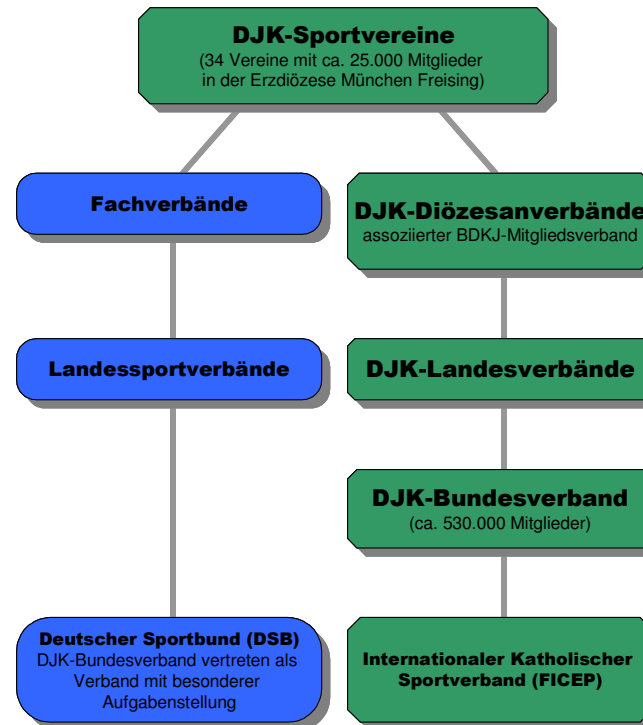 DJK-Sportvereine
(34 Vereine mit ca. 25.000 Mitglieder
in der Erzdiözese München Freising)
Fachverbände
DJK-Diözesanverbände
assoziierter BDKJ-Mitgliedsverband
Landessportverbände
DJK-Landesverbände
DJK-Bundesverband
(ca. 530.000 Mitglieder)
Deutscher Sportbund (DSB)
DJK-Bundesverband vertreten als
Verband mit besonderer
Aufgabenstellung
Internationaler Katholischer
Sportverband (FICEP)